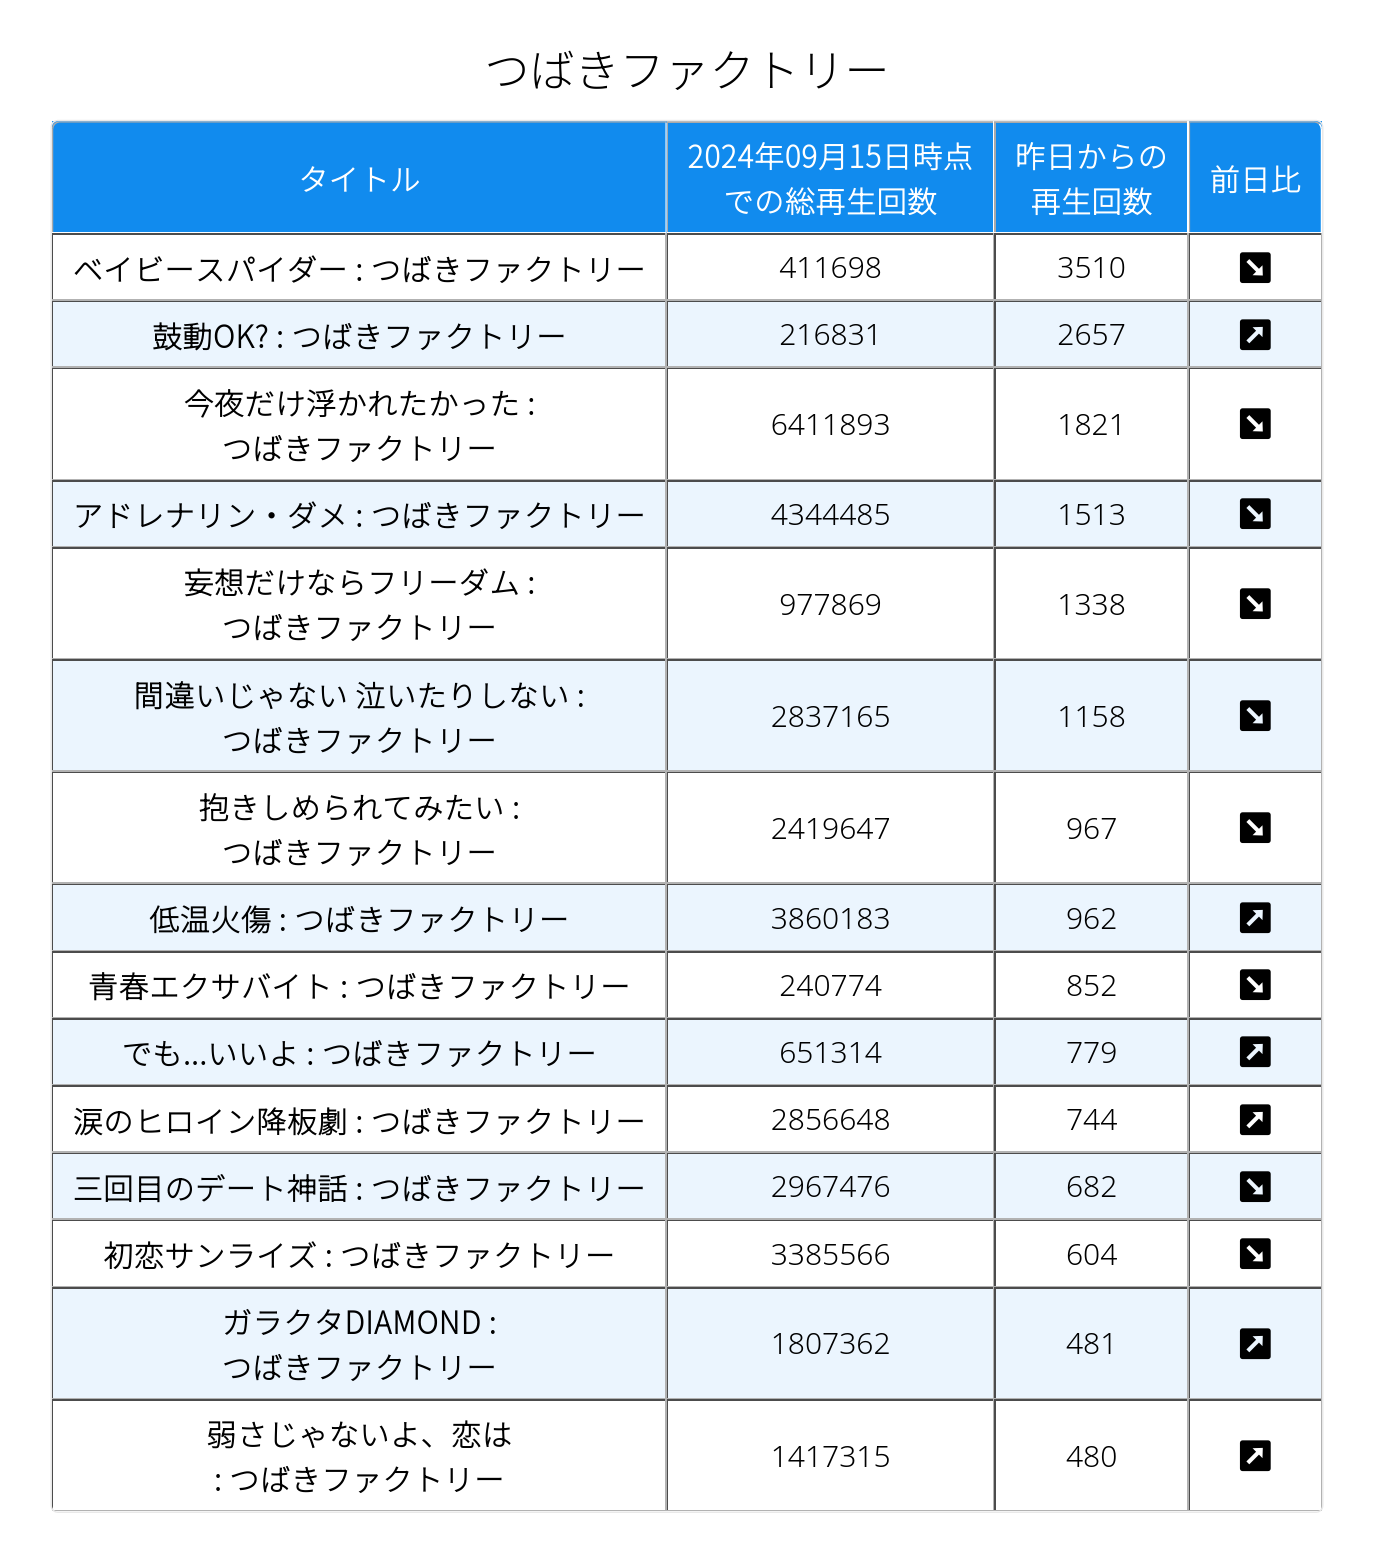 つばきファクトリー
タイトル
2024年09月15日時点
での総再生回数
昨日からの
再生回数
前日比
ベイビースパイダー : つばきファクトリー 411698 3510 ↘
鼓動OK? : つばきファクトリー 216831 2657 ↗
今夜だけ浮かれたかった :
つばきファクトリー
6411893 1821 ↘
アドレナリン・ダメ : つばきファクトリー 4344485 1513 ↘
妄想だけならフリーダム :
つばきファクトリー
977869 1338 ↘
間違いじゃない 泣いたりしない :
つばきファクトリー
2837165 1158 ↘
抱きしめられてみたい :
つばきファクトリー
2419647 967 ↘
低温火傷 : つばきファクトリー 3860183 962 ↗
青春エクサバイト : つばきファクトリー 240774 852 ↘
でも...いいよ : つばきファクトリー 651314 779 ↗
涙のヒロイン降板劇 : つばきファクトリー 2856648 744 ↗
三回目のデート神話 : つばきファクトリー 2967476 682 ↘
初恋サンライズ : つばきファクトリー 3385566 604 ↘
ガラクタDIAMOND :
つばきファクトリー
1807362 481 ↗
弱さじゃないよ、恋は
: つばきファクトリー
1417315 480 ↗